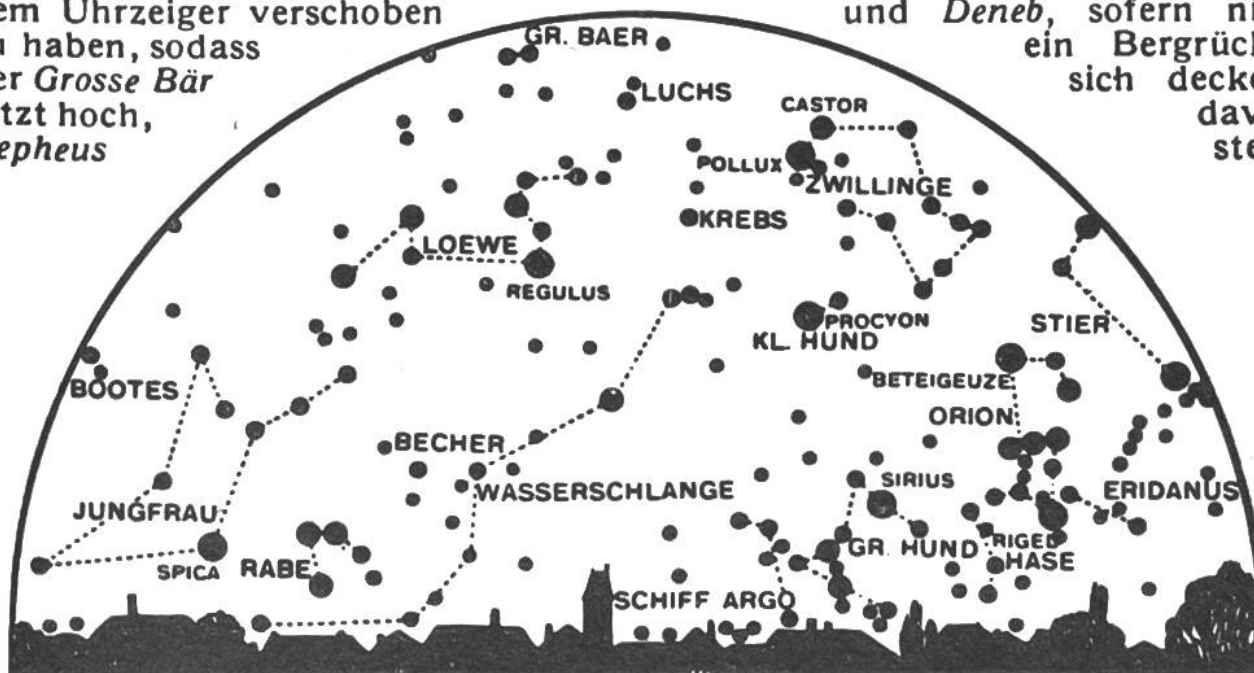 em Uhrzeiger verschoben
u haben, sodass
er Grosse Bär
tzt hoch,
epheus
und Deneb, sofern ni
ein Bergrück
sich decke
dav
ste
GR. BAER
LUCHS
CASTOR
POLLUX
ZWILLINGE
KREBS
LOEWE
REGULUS
PROCYON
KL. HUND
STIER
BOOTES
BETEIGEUZE
ORION
BECHER
SIRIUS
WASSERSCHLANGE
ERIDANUS
JUNGFRAU
SPICA
RABE
GR. HUND
RIGEL
HASE
SCHIFF ARGO